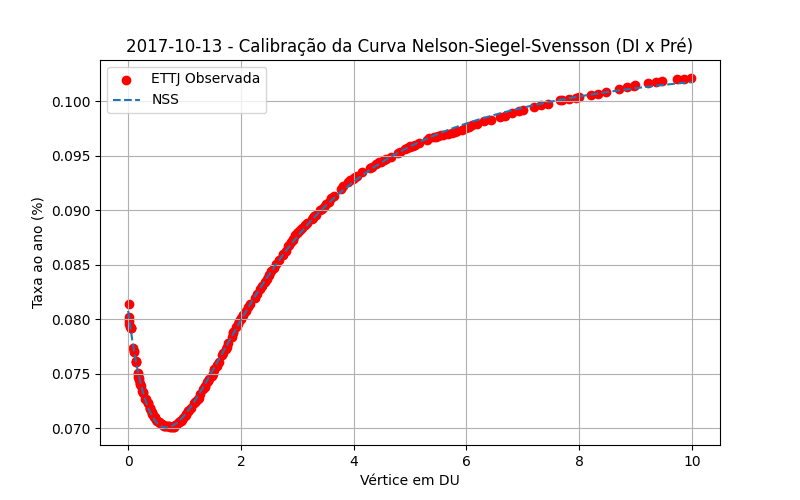 2017-10-13 - Calibração da Curva Nelson-Siegel-Svensson (DI x Pré)
ETTJ Observada
NSS
Taxa ao ano (%)
0.100
0.095
0.090
0.085
0.080
0.075
0.070
0 2 4 6 8 10
Vértice em DU